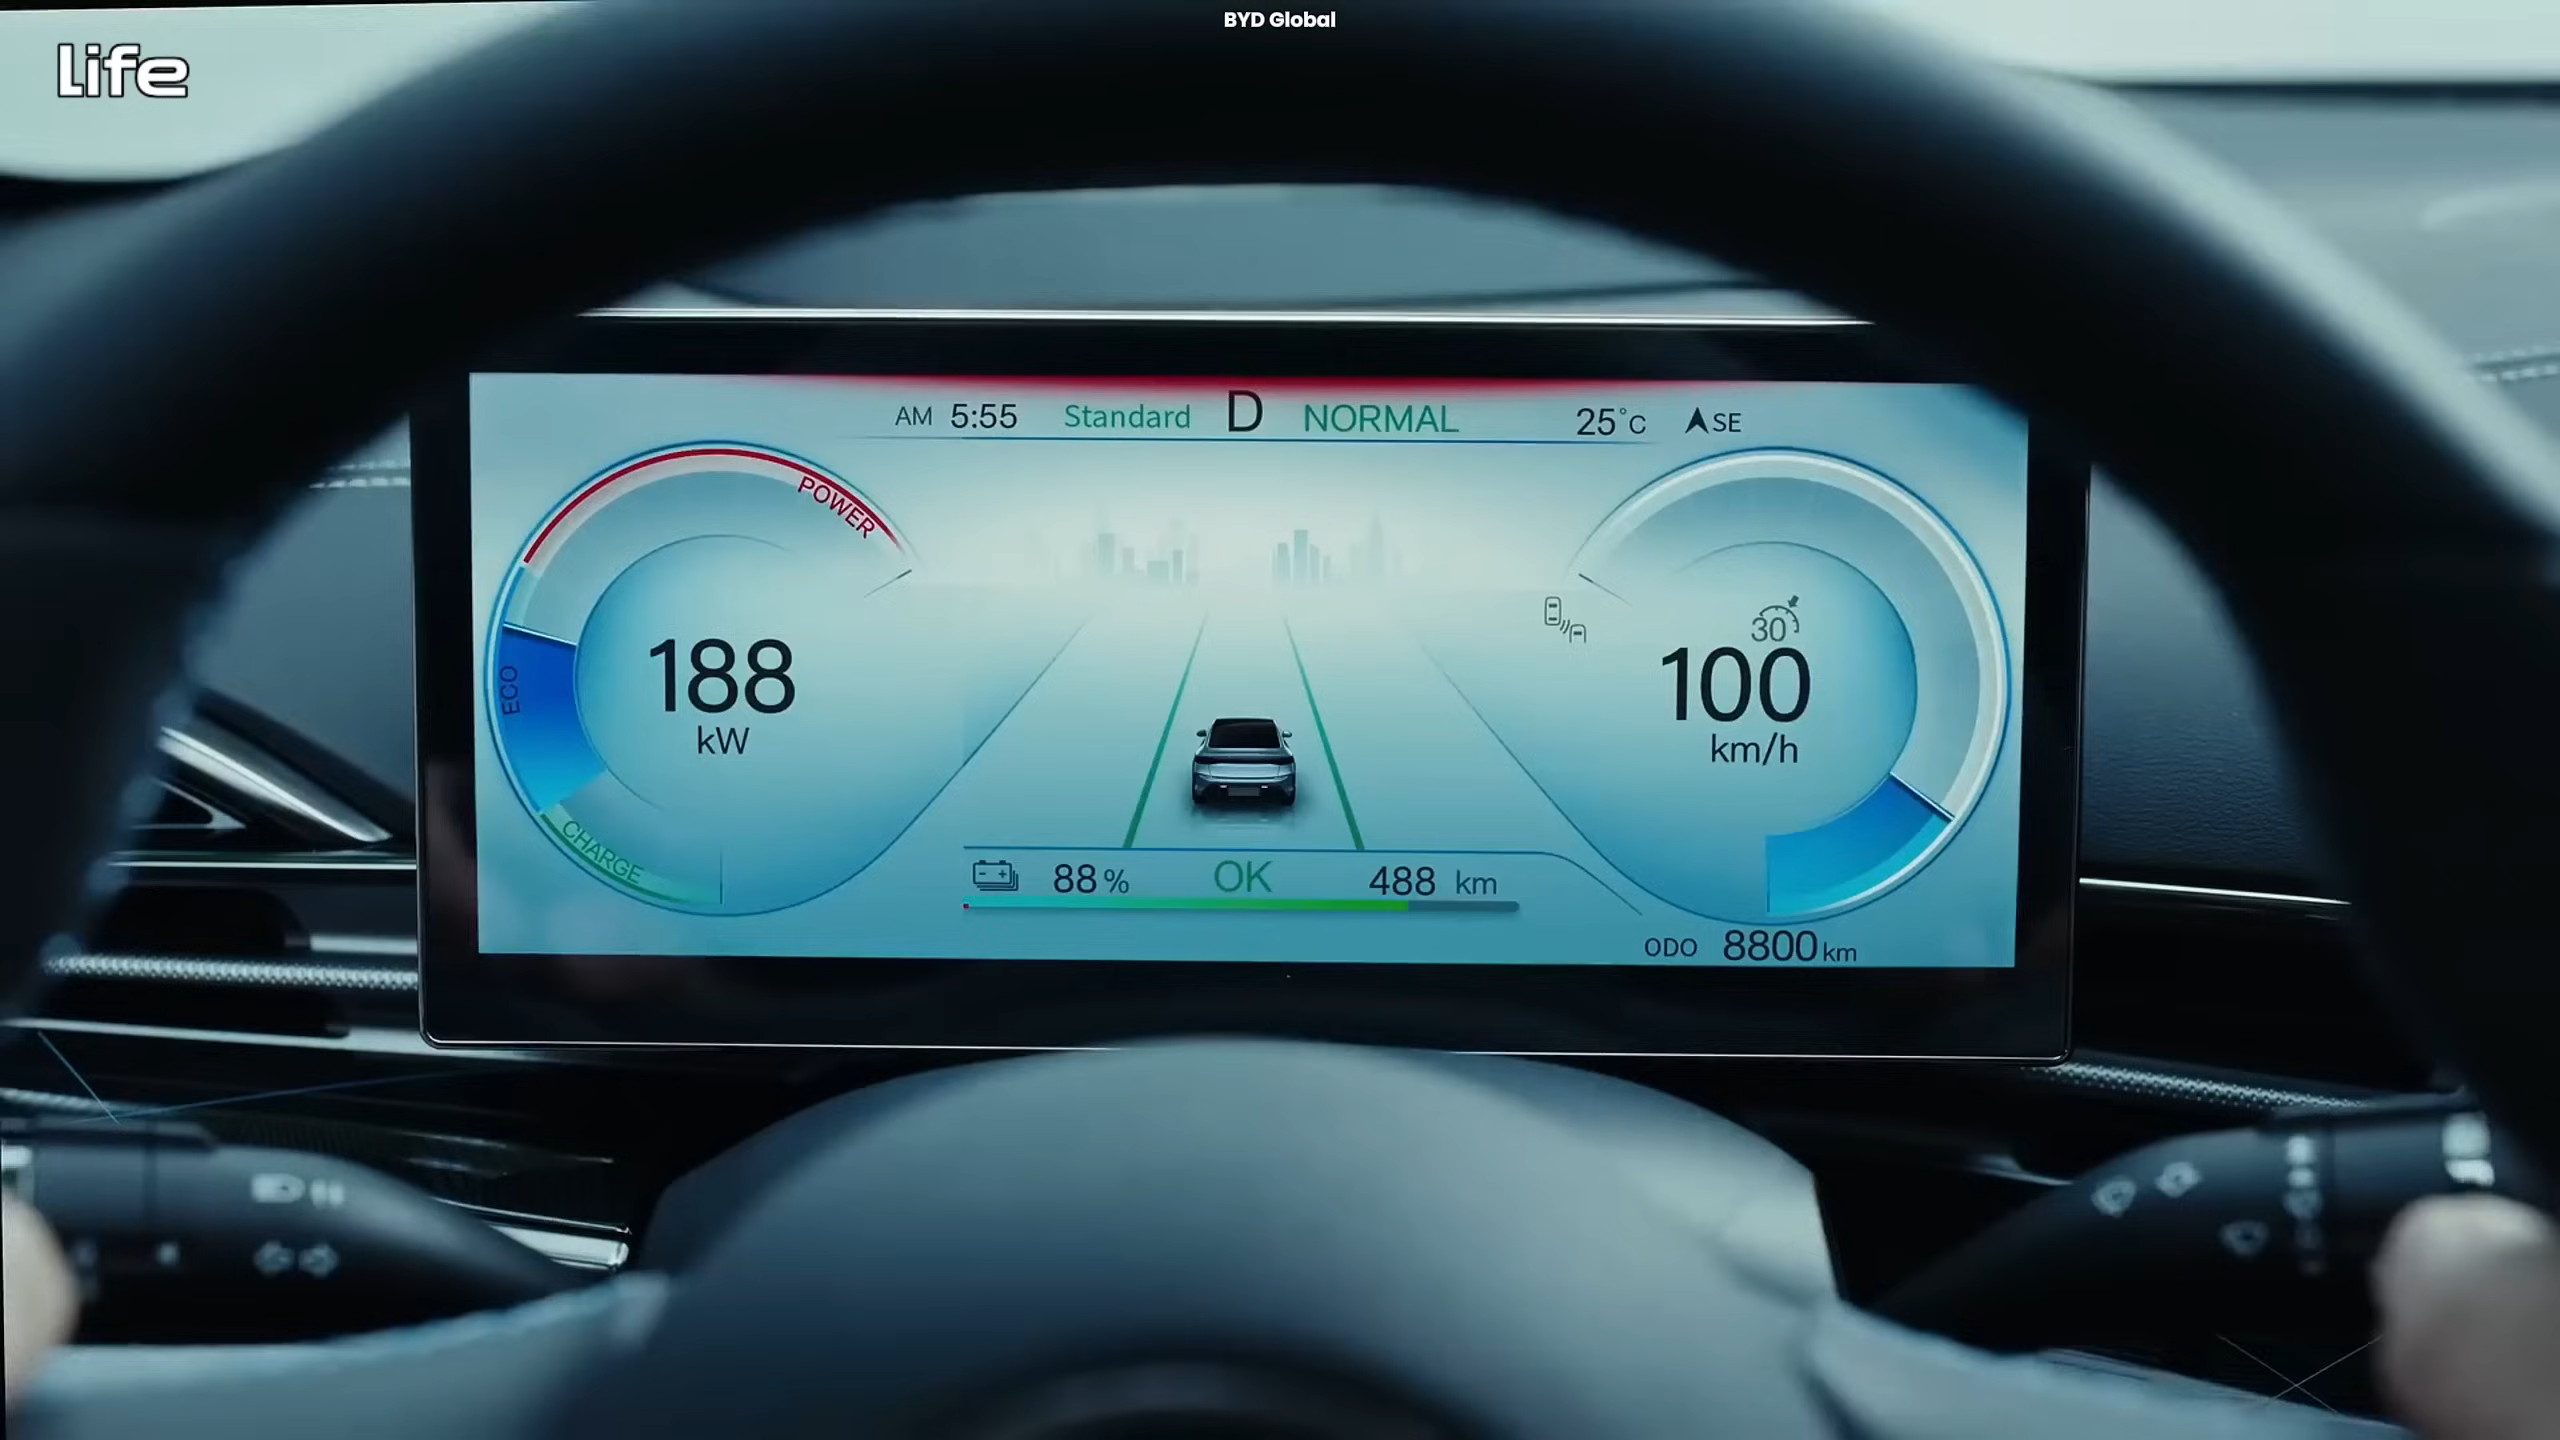 BYD Global
Life
AM 5:55 Standard D NORMAL 25°C SE
POWER
ECO
CHARGE
188
kW
30
100
km/h
88% OK 488 km
ODO 8800 km